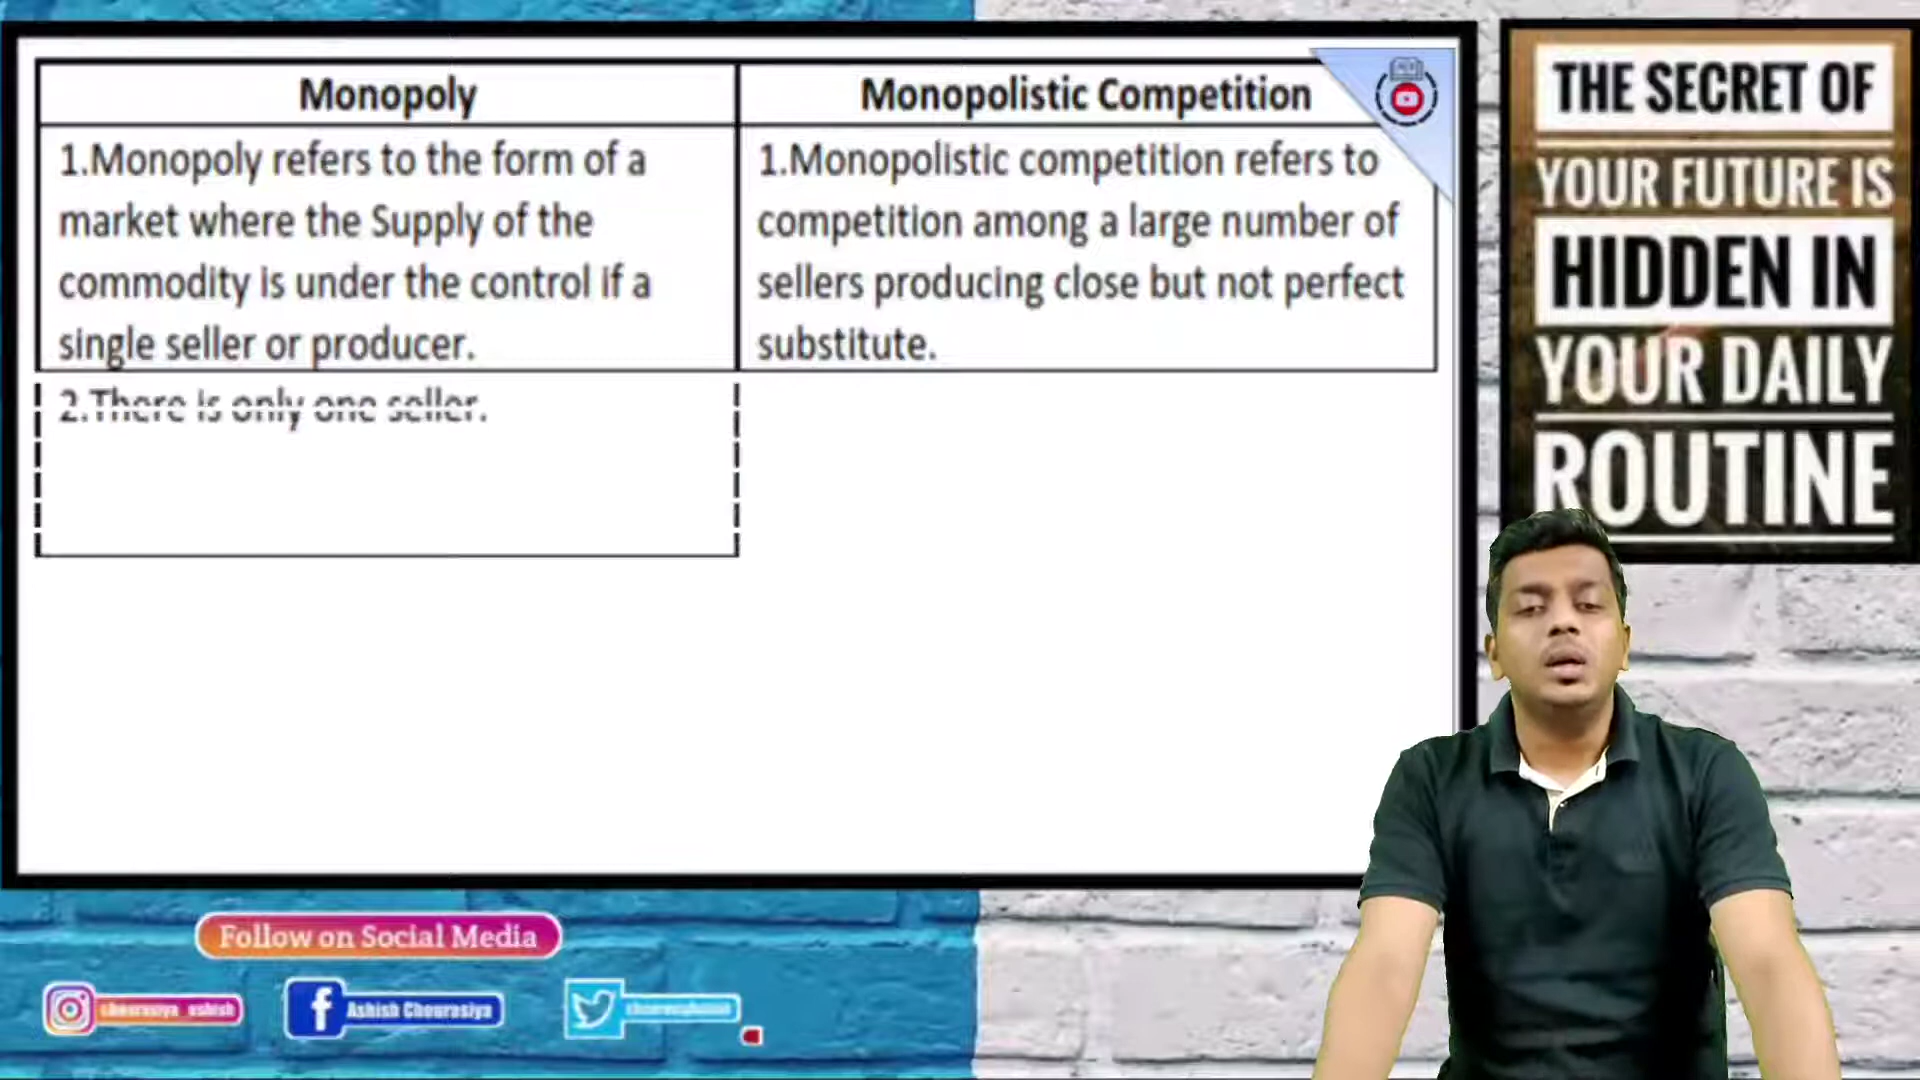 Monopoly
Monopolistic Competition
1.Monopoly refers to the form of a
market where the Supply of the
commodity is under the control if a
single seller or producer.
1.Monopolistic competition refers to
competition among a large number of
sellers producing close but not perfect
substitute.
2.There is only one seller.
THE SECRET OF
YOUR FUTURE IS
HIDDEN IN
YOUR DAILY
ROUTINE
Follow on Social Media
chourasiya_ashish
Ashish Chourasiya